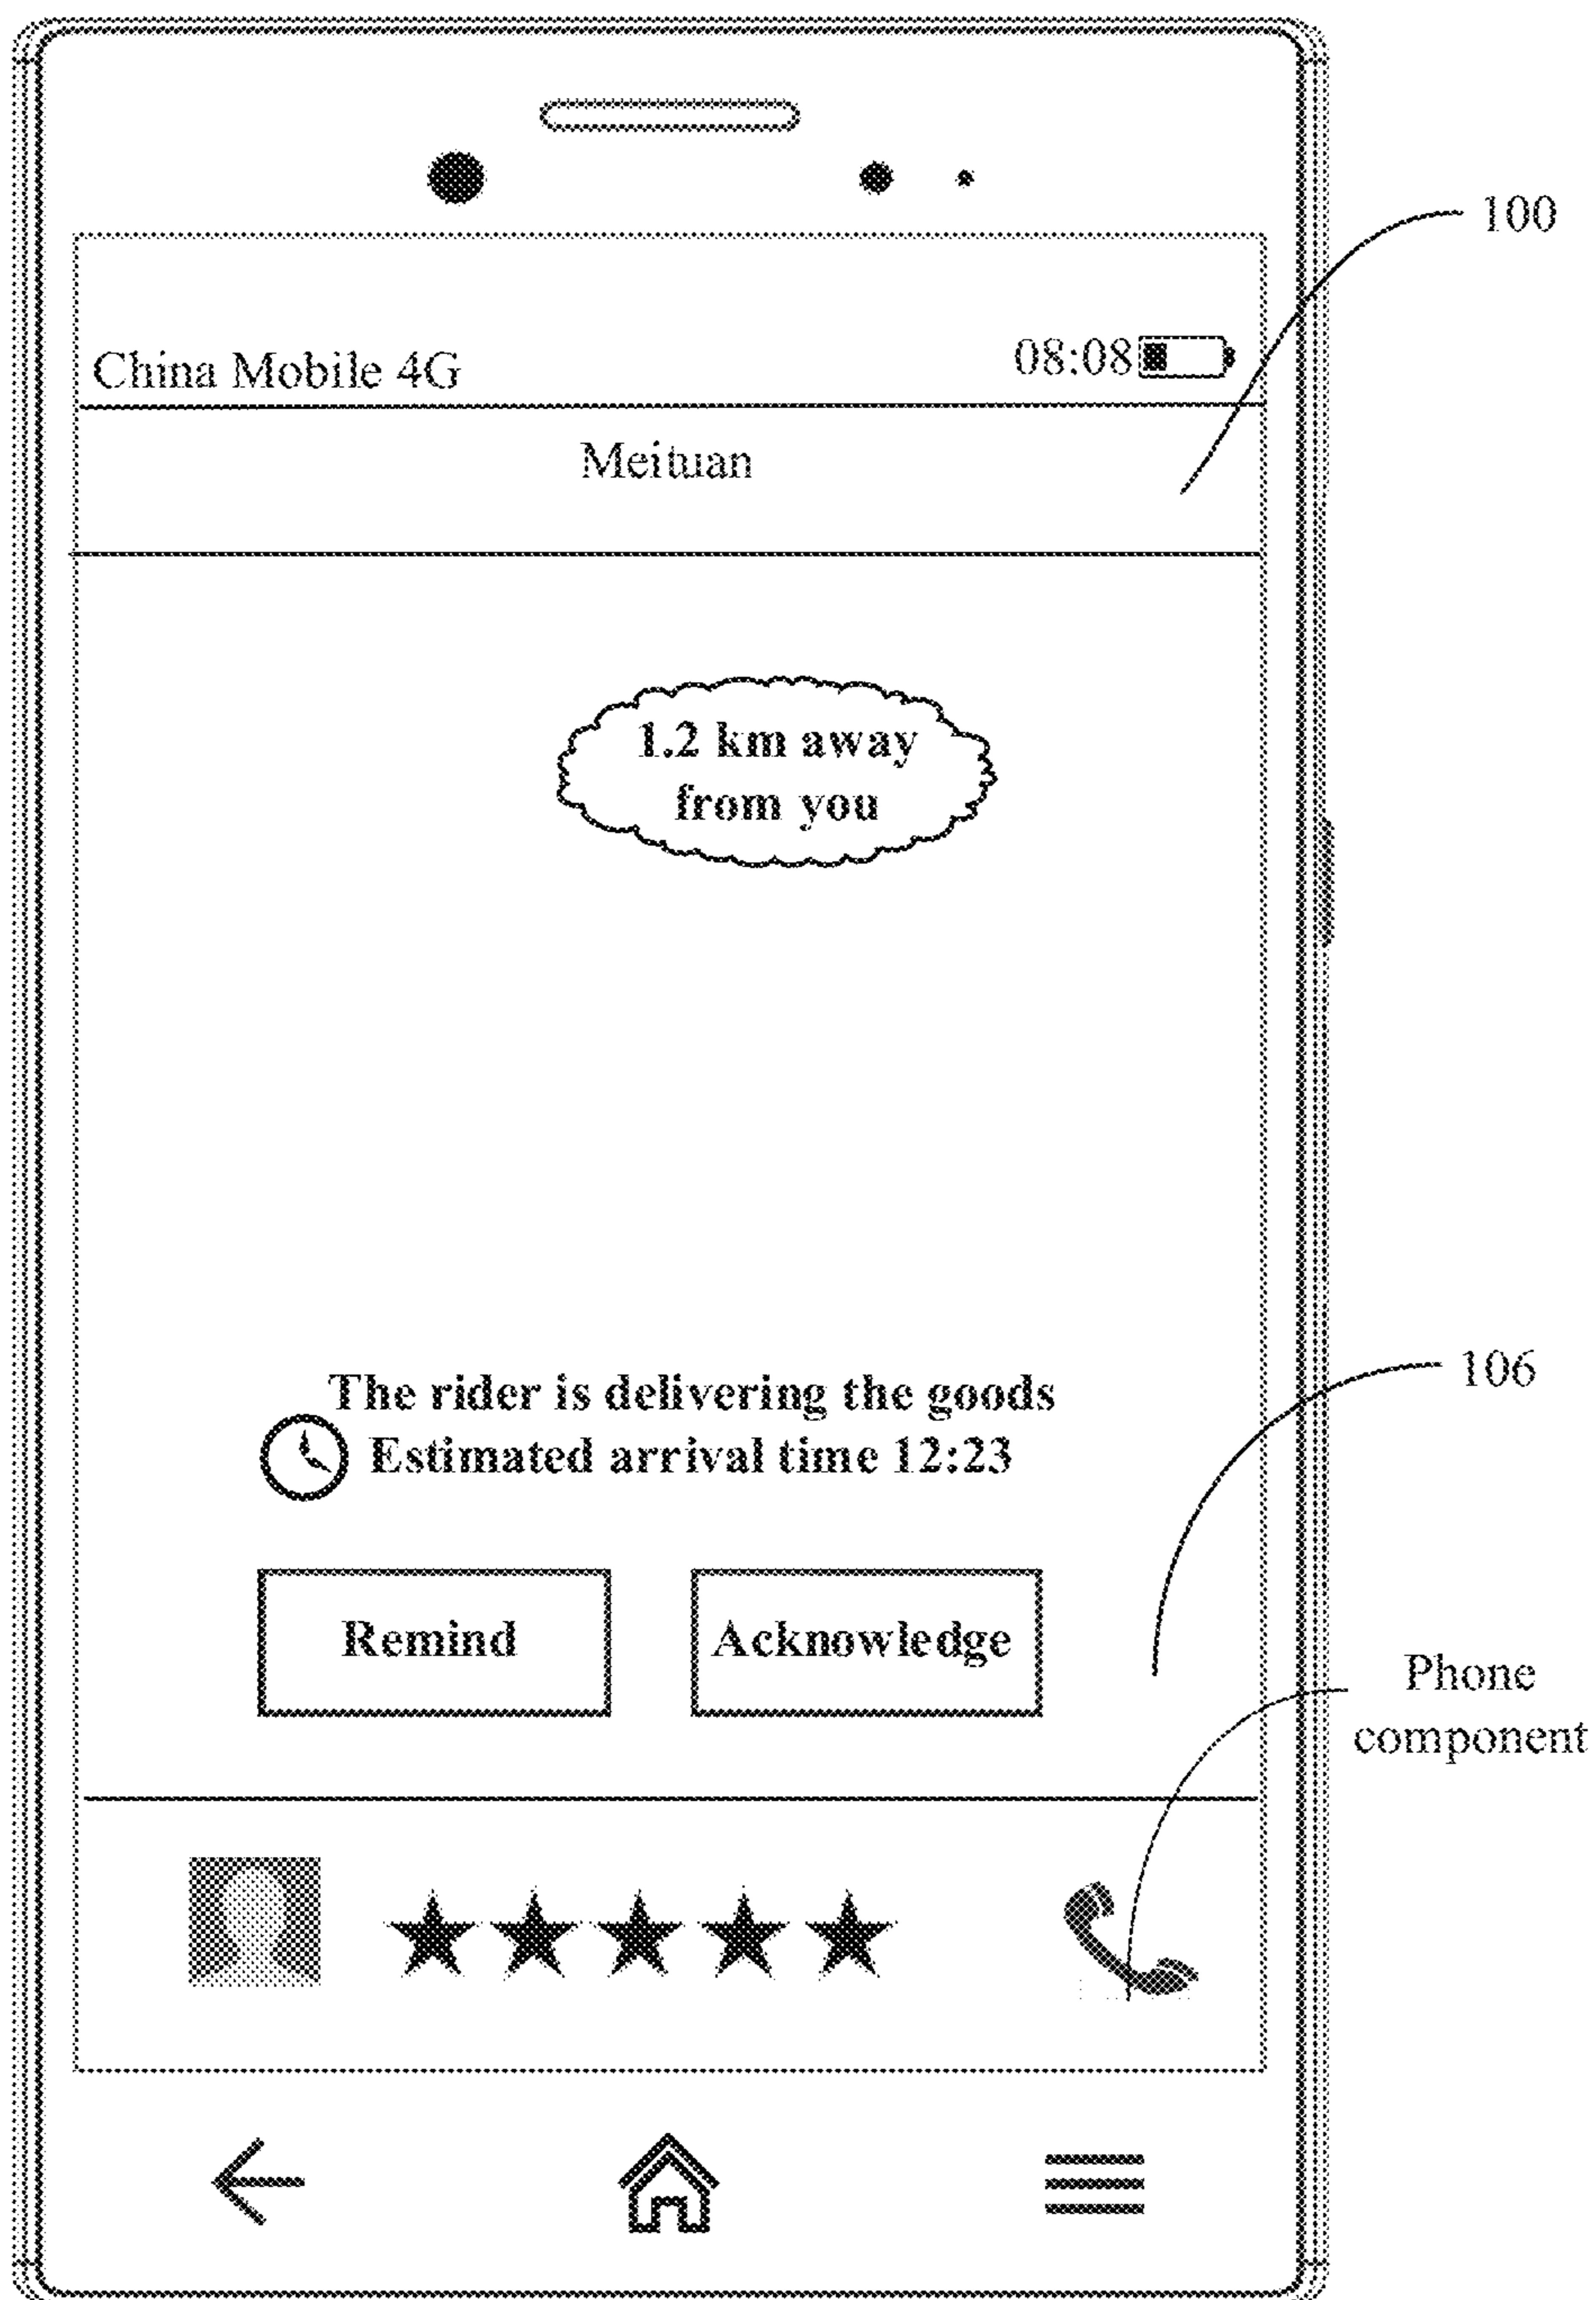 100
China Mobile 4G 08:08
Meituan
1.2 km away
from you
The rider is delivering the goods
Estimated arrival time 12:23
106
Remind Acknowledge
Phone
component